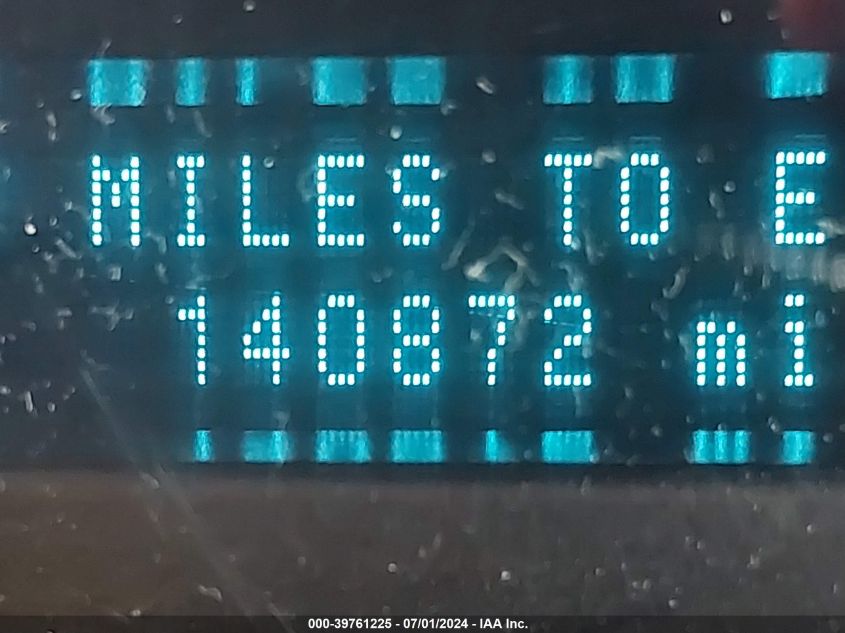 MILES TO E
140872 mi
000-39761225 - 07/01/2024 - IAA Inc.